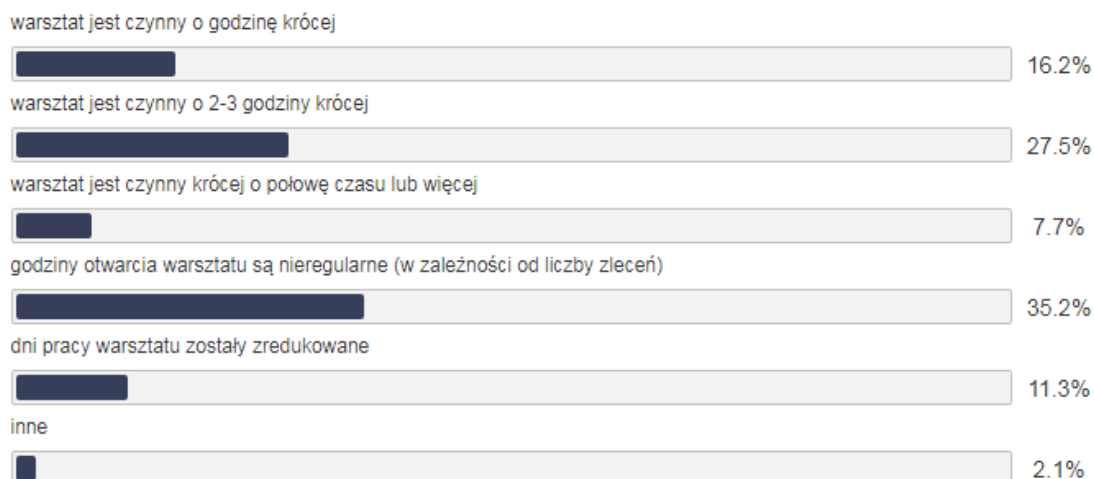 warsztat jest czynny o godzinę krócej
16.2%
warsztat jest czynny o 2-3 godziny krócej
27.5%
warsztat jest czynny krócej o połowę czasu lub więcej
7.7%
godziny otwarcia warsztatu są nieregularne (w zależności od liczby zleceń)
35.2%
dni pracy warsztatu zostały zredukowane
11.3%
inne
2.1%